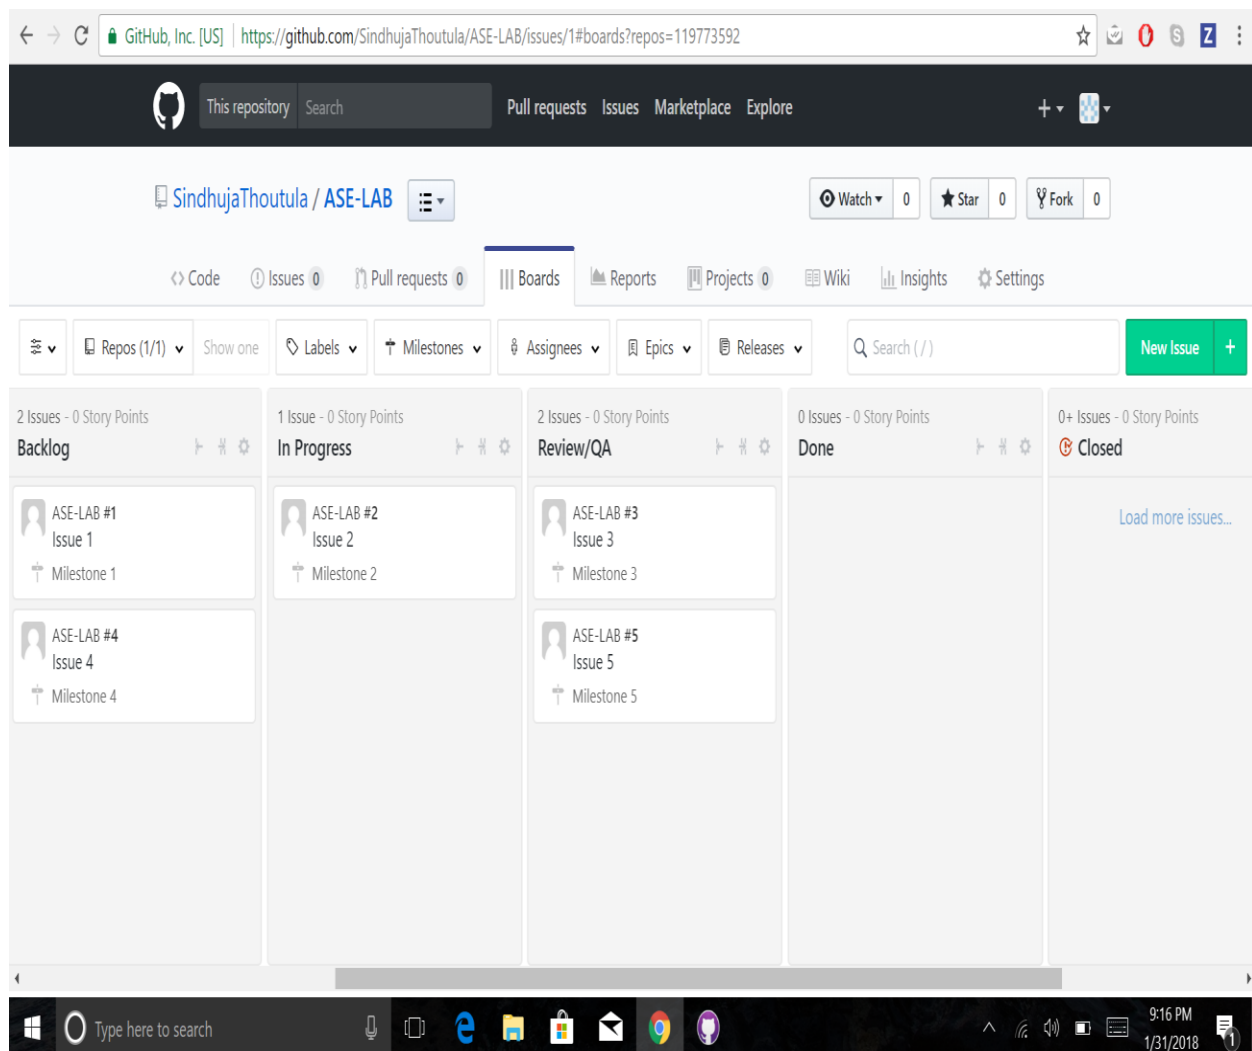 GitHub, Inc. [US] https://github.com/SindhujaThoutula/ASE-LAB/issues/1#boards?repos=119773592
This repository Search Pull requests Issues Marketplace Explore
SindhujaThoutula / ASE-LAB Watch 0 Star 0 Fork 0
Code Issues 0 Pull requests 0 Boards Reports Projects 0 Wiki Insights Settings
Repos (1/1) Show one Labels Milestones Assignees Epics Releases Search ( / ) New Issue +
2 Issues - 0 Story Points
Backlog
ASE-LAB #1
Issue 1
Milestone 1
ASE-LAB #4
Issue 4
Milestone 4
1 Issue - 0 Story Points
In Progress
ASE-LAB #2
Issue 2
Milestone 2
2 Issues - 0 Story Points
Review/QA
ASE-LAB #3
Issue 3
Milestone 3
ASE-LAB #5
Issue 5
Milestone 5
0 Issues - 0 Story Points
Done
0+ Issues - 0 Story Points
Closed
Load more issues...
Type here to search
9:16 PM
1/31/2018
1